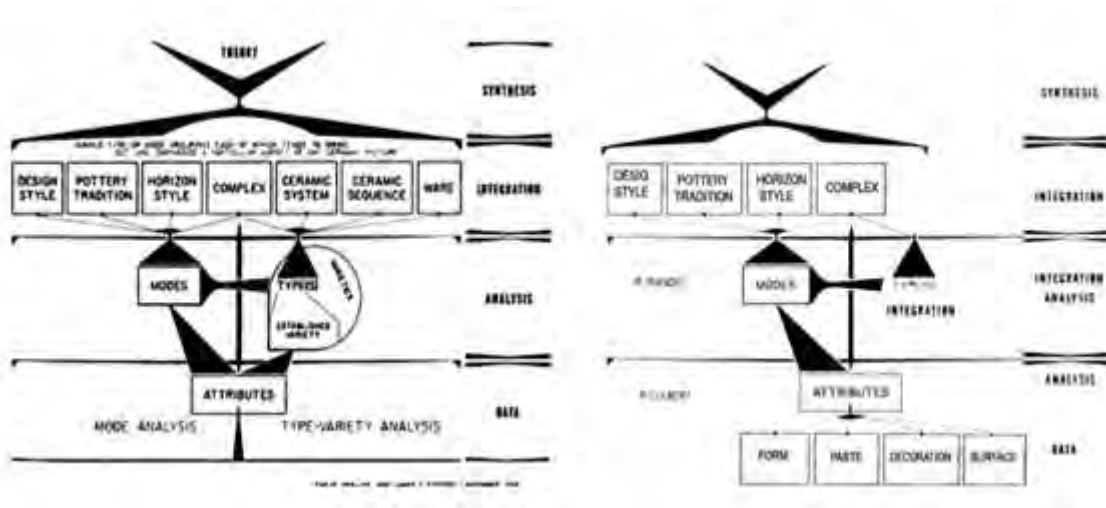 THEORY
SYNTHESIS
DESIGN STYLE
POTTERY TRADITION
HORIZON STYLE
COMPLEX
CERAMIC SYSTEM
CERAMIC SEQUENCE
WARE
INTEGRATION
MODES
TYPES
VARIETIES
ESTABLISHED VARIETY
ANALYSIS
ATTRIBUTES
MODE ANALYSIS
TYPE-VARIETY ANALYSIS
DATA
SYNTHESIS
DESIG STYLE
POTTERY TRADITION
HORIZON STYLE
COMPLEX
INTEGRATION
MODES
INTEGRATION
INTEGRATION
ANALYSIS
ATTRIBUTES
ANALYSIS
FORM
PASTE
DECORATION
SURFACE
DATA